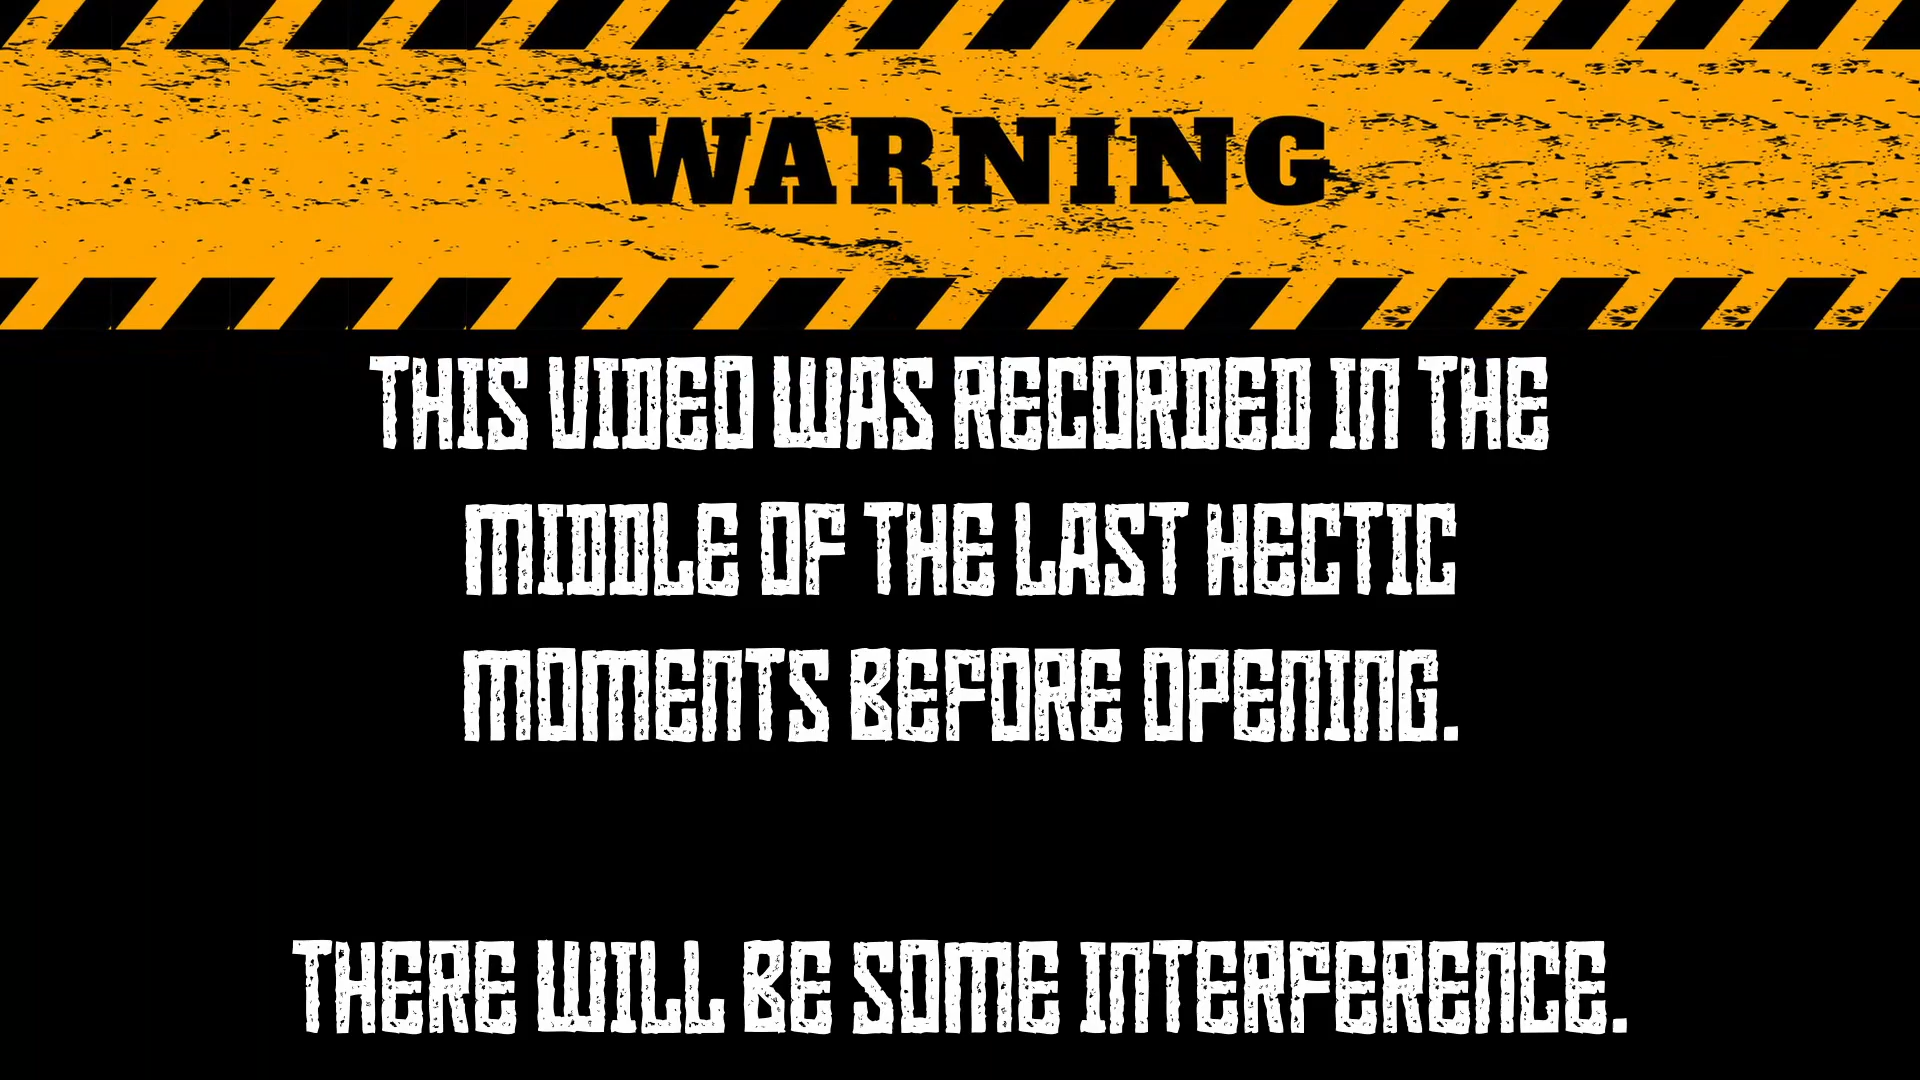 WARNING
THIS VIDEO WAS RECORDED IN THE
MIDDLE OF THE LAST HECTIC
MOMENTS BEFORE OPENING.
THERE WILL BE SOME INTERFERENCE.